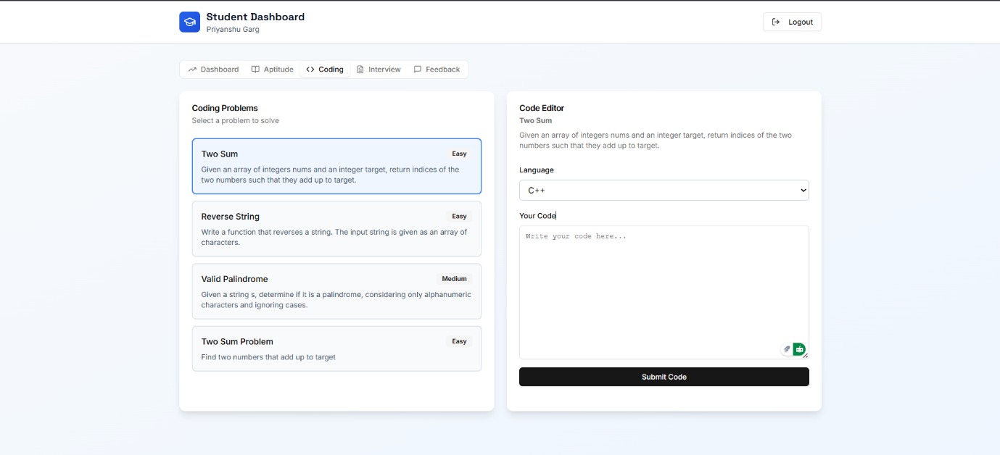 Student Dashboard
Priyanshu Garg
Logout
Dashboard
Aptitude
Coding
Interview
Feedback
Coding Problems
Select a problem to solve
Two Sum
Easy
Given an array of integers nums and an integer target, return indices of the
two numbers such that they add up to target.
Reverse String
Easy
Write a function that reverses a string. The input string is given as an array of
characters.
Valid Palindrome
Medium
Given a string s, determine if it is a palindrome, considering only alphanumeric
characters and ignoring cases.
Two Sum Problem
Easy
Find two numbers that add up to target
Code Editor
Two Sum
Given an array of integers nums and an integer target, return indices of the two
numbers such that they add up to target.
Language
C++
Your Code
Write your code here...
Submit Code